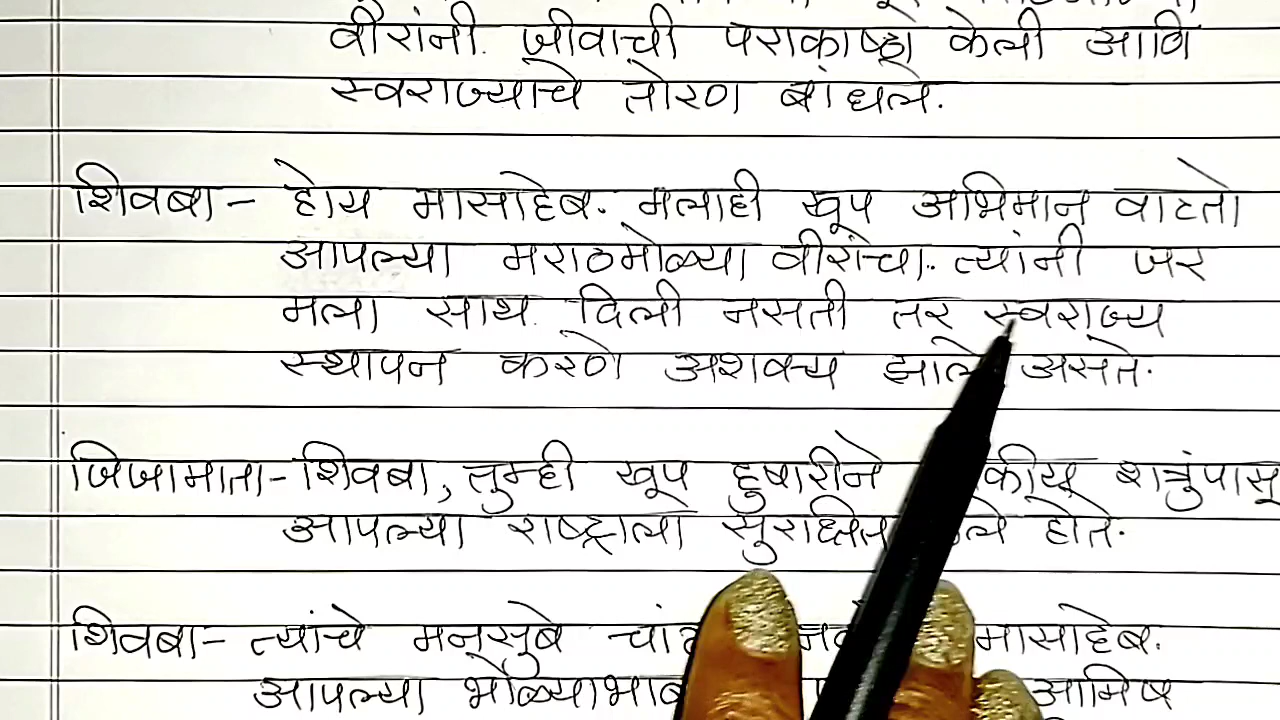 वीरांनी जीवाची पराकाष्ठा केली आणि
स्वराज्याचे तोरण बांधले.
शिवबा - होय मासाहेब. मलाही खूप अभिमान वाटतो
आपल्या मराठमोळ्या वीरांचा. त्यांनी जर
मला साथ दिली नसती तर स्वराज्य
स्थापन करणे अशक्य झाले असते.
जिजामाता - शिवबा, तुम्ही खूप हुषारीने
आपल्या राष्ट्राला सुरक्षित होते.
शिवबा - त्यांचे मनसुबे मासाहेब.
आपल्या आमिष